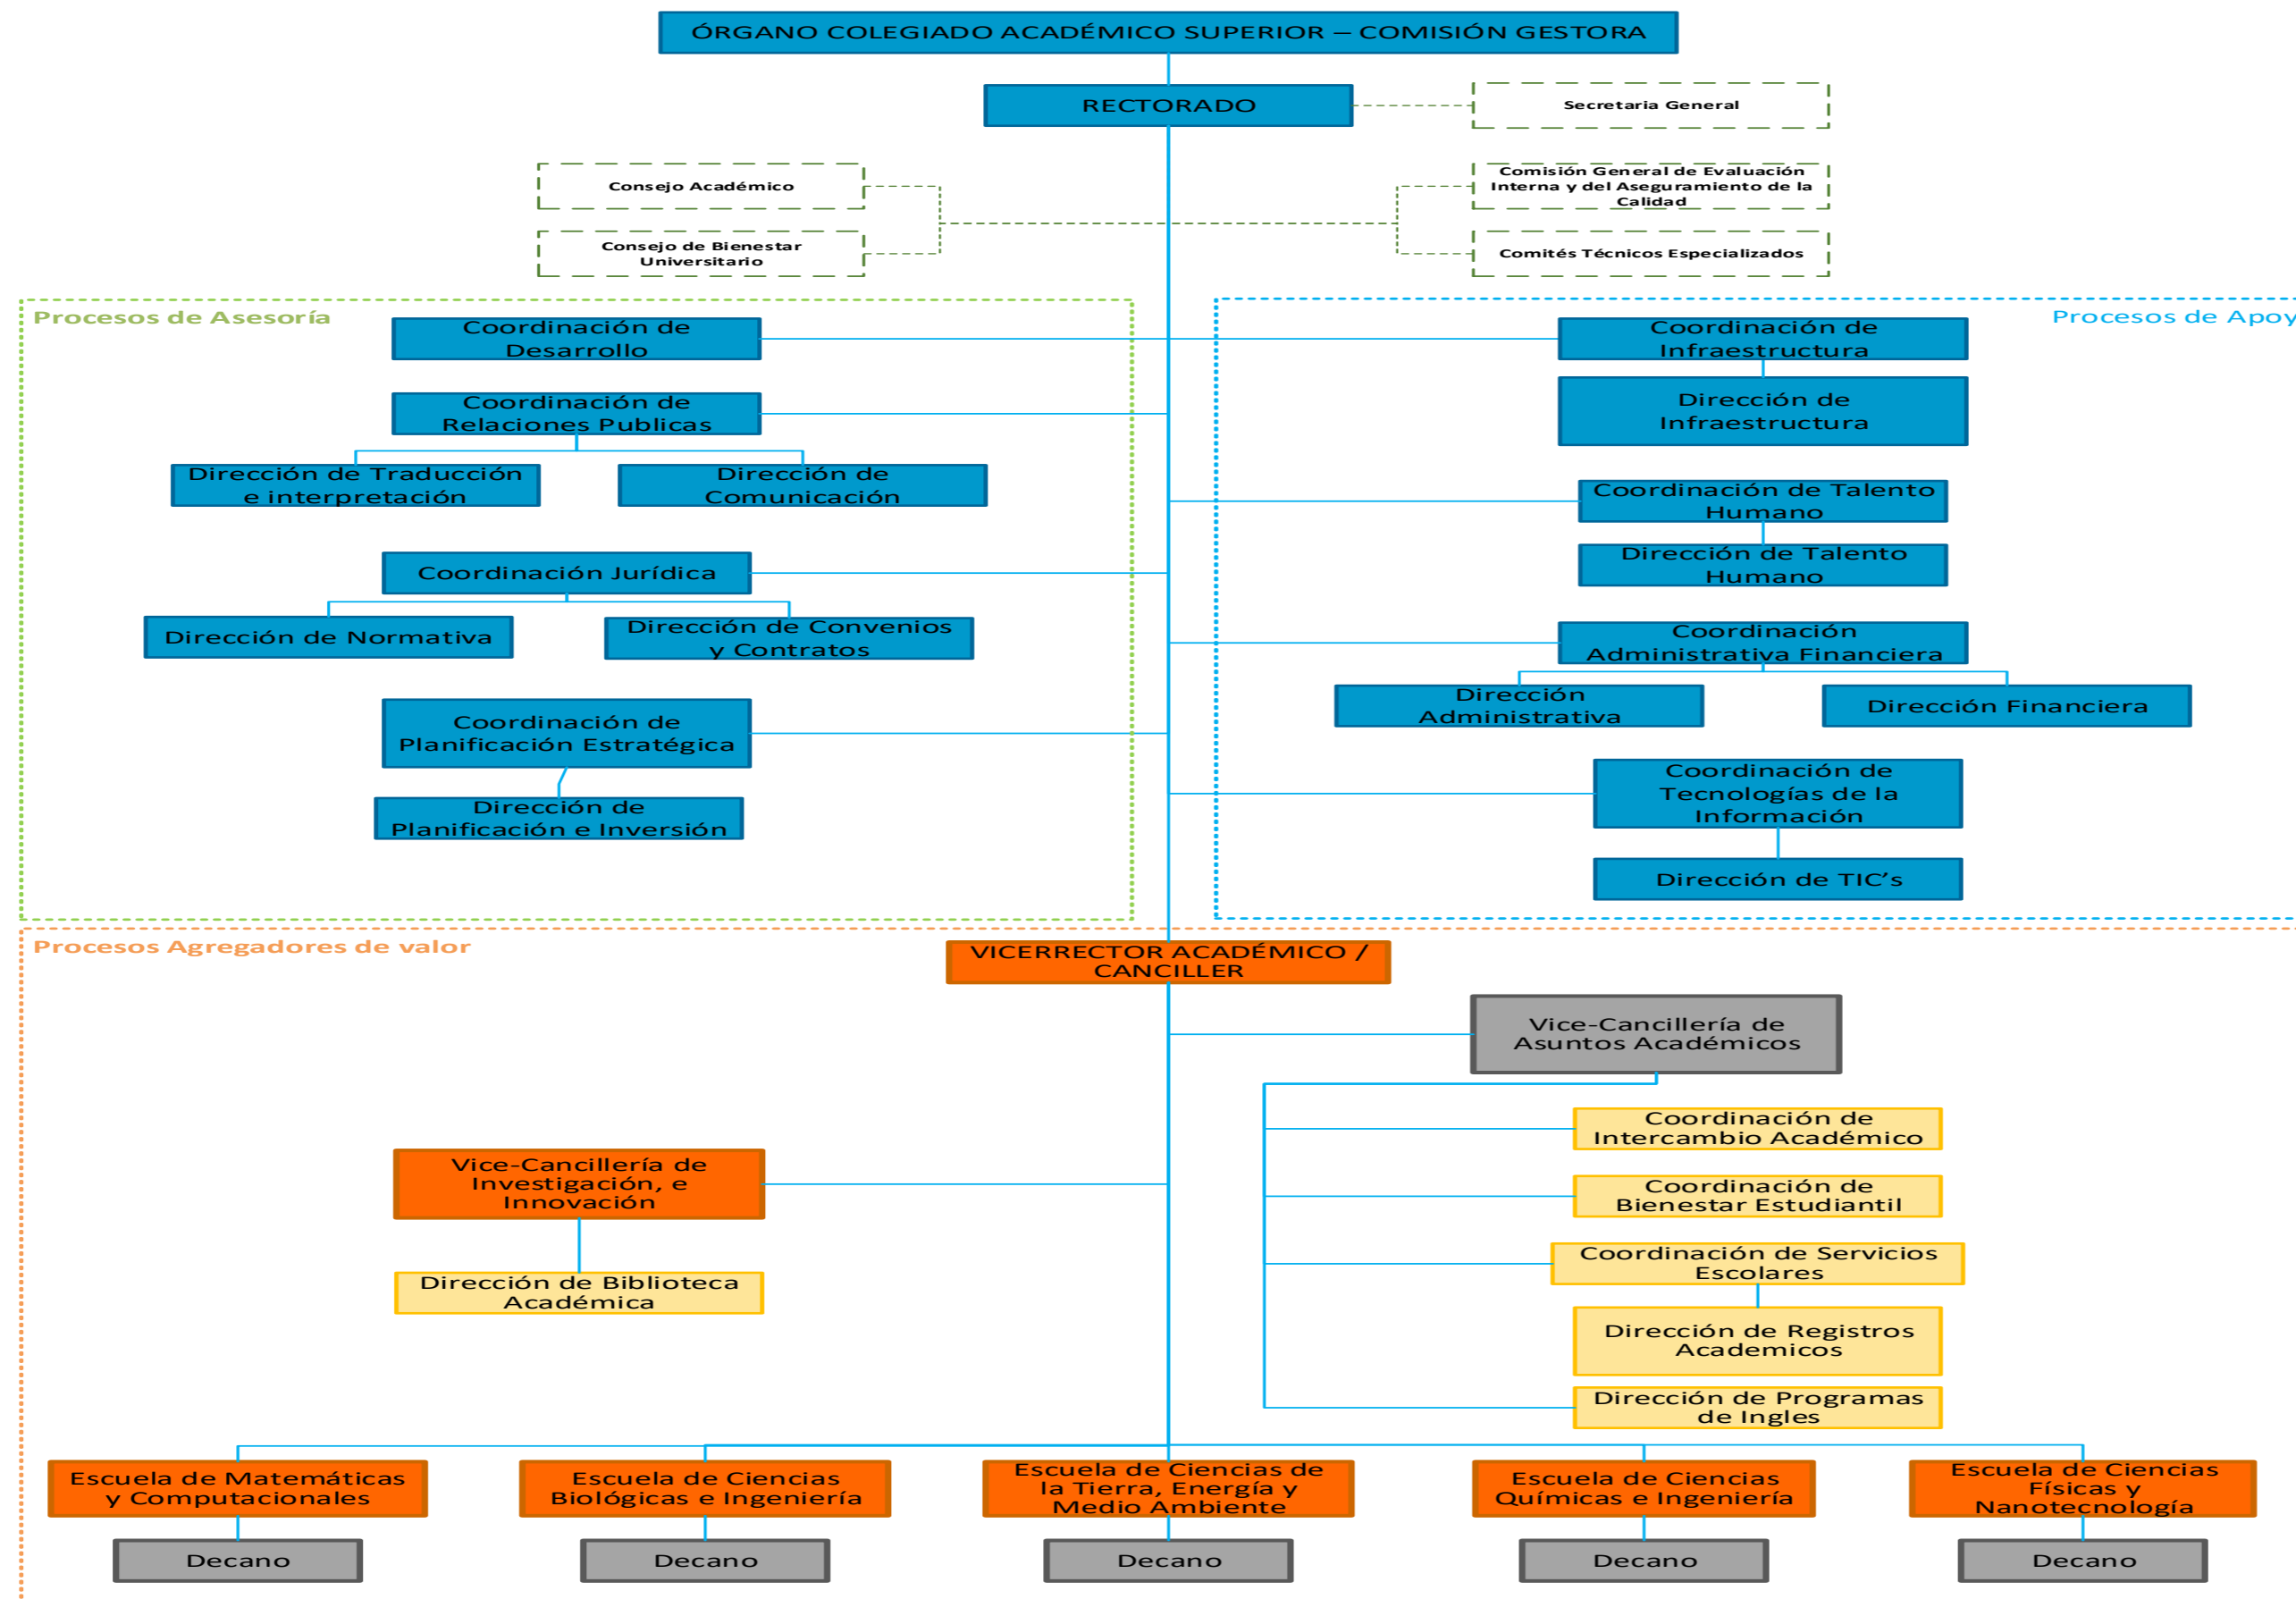 ÓRGANO COLEGIADO ACADÉMICO SUPERIOR – COMISIÓN GESTORA
RECTORADO
Secretaria General
Consejo Académico
Comisión General de Evaluación
Interna y del Aseguramiento de la
Calidad
Consejo de Bienestar
Universitario
Comités Técnicos Especializados
Procesos de Asesoría
Coordinación de
Desarrollo
Coordinación de
Relaciones Publicas
Dirección de Traducción
e interpretación
Dirección de
Comunicación
Coordinación Jurídica
Dirección de Normativa
Dirección de Convenios
y Contratos
Coordinación de
Planificación Estratégica
Dirección de
Planificación e Inversión
Procesos de Apoy
Coordinación de
Infraestructura
Dirección de
Infraestructura
Coordinación de Talento
Humano
Dirección de Talento
Humano
Coordinación
Administrativa Financiera
Dirección
Administrativa
Dirección Financiera
Coordinación de
Tecnologías de la
Información
Dirección de TIC’s
Procesos Agregadores de valor
VICERRECTOR ACADÉMICO /
CANCILLER
Vice-Cancillería de
Asuntos Académicos
Coordinación de
Intercambio Académico
Coordinación de
Bienestar Estudiantil
Coordinación de Servicios
Escolares
Dirección de Registros
Academicos
Dirección de Programas
de Ingles
Vice-Cancillería de
Investigación, e
Innovación
Dirección de Biblioteca
Académica
Escuela de Matemáticas
y Computacionales
Escuela de Ciencias
Biológicas e Ingeniería
Escuela de Ciencias de
la Tierra, Energía y
Medio Ambiente
Escuela de Ciencias
Químicas e Ingeniería
Escuela de Ciencias
Físicas y
Nanotecnología
Decano
Decano
Decano
Decano
Decano